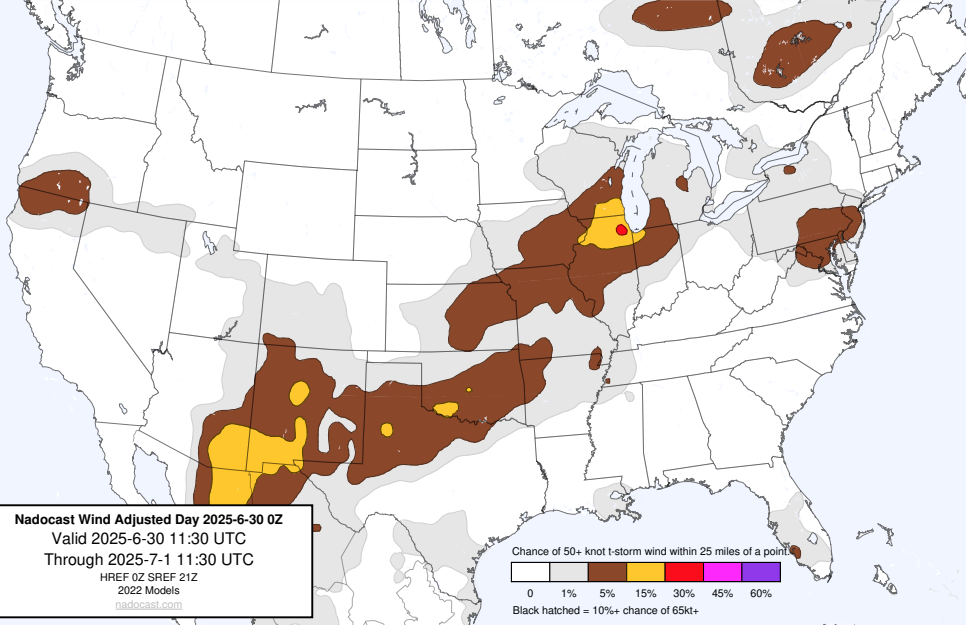 Nadocast Wind Adjusted Day 2025-6-30 0Z
Valid 2025-6-30 11:30 UTC
Through 2025-7-1 11:30 UTC
HREF 0Z SREF 21Z
2022 Models
nadocast.com
Chance of 50+ knot t-storm wind within 25 miles of a point.
0 1% 5% 15% 30% 45% 60%
Black hatched = 10%+ chance of 65kt+